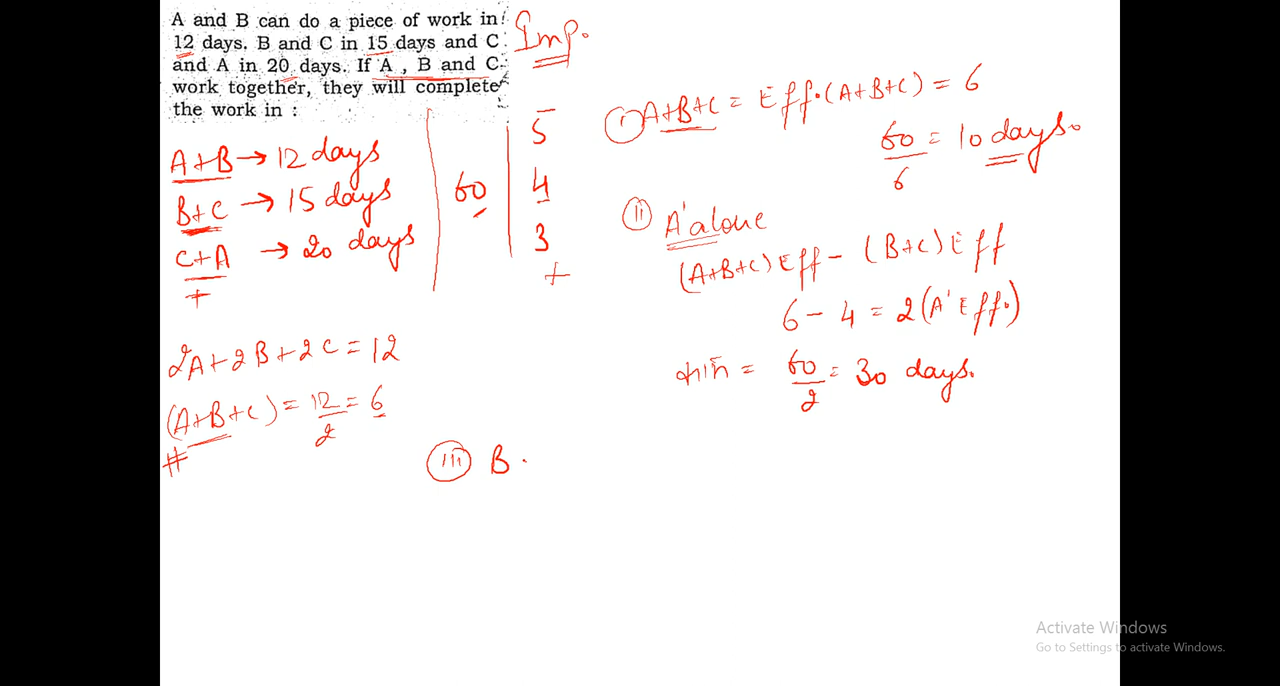 A and B can do a piece of work in
12 days. B and C in 15 days and C
and A in 20 days. If A , B and C
work together, they will complete
the work in :
Imp.
A+B → 12 days
B+C → 15 days
C+A → 20 days
+
60
5
4
3
+
2A+2B+2C=12
(A+B+C) = 12/2 = 6
#
(i) A+B+C = Eff.(A+B+C) = 6
60/6 = 10 days.
(ii) A'alone
(A+B+C) Eff - (B+C) Eff
6 - 4 = 2 (A' Eff.)
= 60/2 = 30 days.
(iii) B .
Activate Windows
Go to Settings to activate Windows.